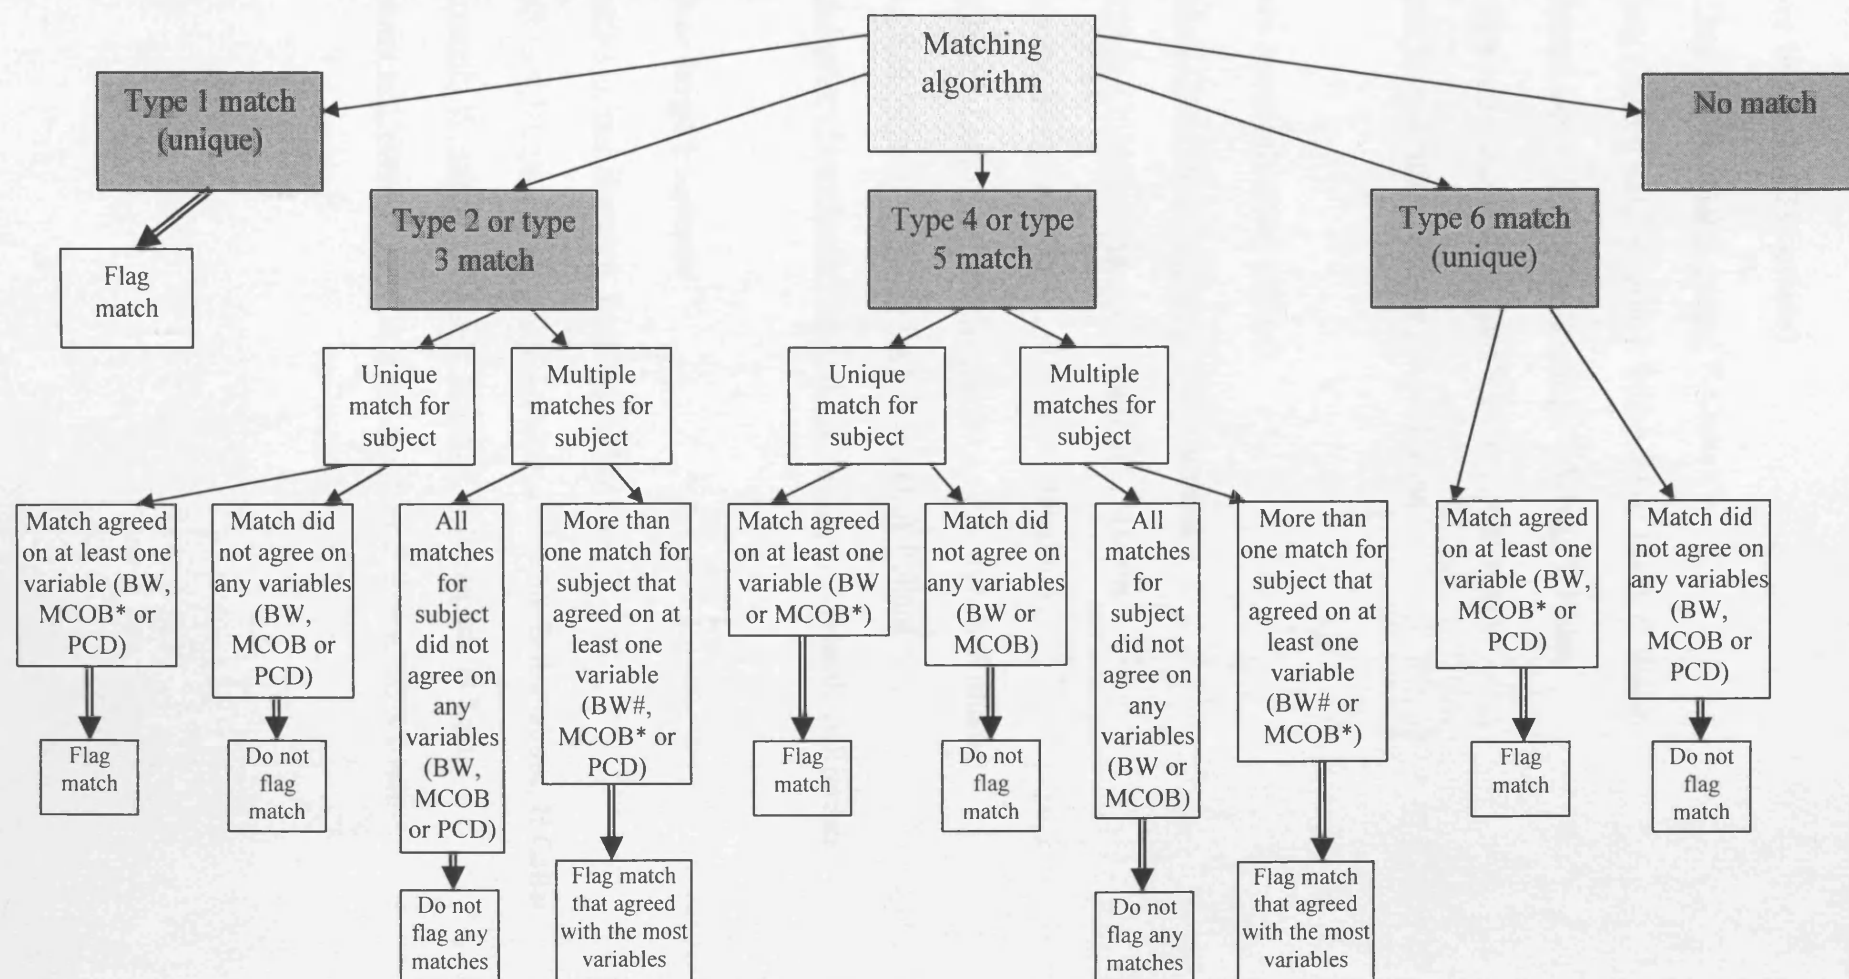 Matching
algorithm
Type 1 match
(unique)
No match
Type 2 or type
3 match
Type 4 or type
5 match
Type 6 match
(unique)
Flag
match
Unique
match for
subject
Multiple
matches for
subject
Unique
match for
subject
Multiple
matches for
subject
Match agreed
on at least one
variable (BW,
MCOB* or
PCD)
Match did
not agree on
any variables
(BW,
MCOB or
PCD)
All
matches
for
subject
did not
agree on
any
variables
(BW,
MCOB
or PCD)
More than
one match for
subject that
agreed on at
least one
variable
(BW#,
MCOB* or
PCD)
Match agreed
on at least one
variable (BW
or MCOB*)
Match did
not agree on
any variables
(BW or
MCOB)
All
matches
for
subject
did not
agree on
any
variables
(BW or
MCOB)
More than
one match for
subject that
agreed on at
least one
variable
(BW# or
MCOB*)
Match agreed
on at least one
variable (BW,
MCOB* or
PCD)
Match did
not agree on
any variables
(BW,
MCOB or
PCD)
Flag
match
Do not
flag
match
Do not
flag any
matches
Flag match
that agreed
with the most
variables
Flag
match
Do not
flag
match
Do not
flag any
matches
Flag match
that agreed
with the most
variables
Flag
match
Do not
flag
match